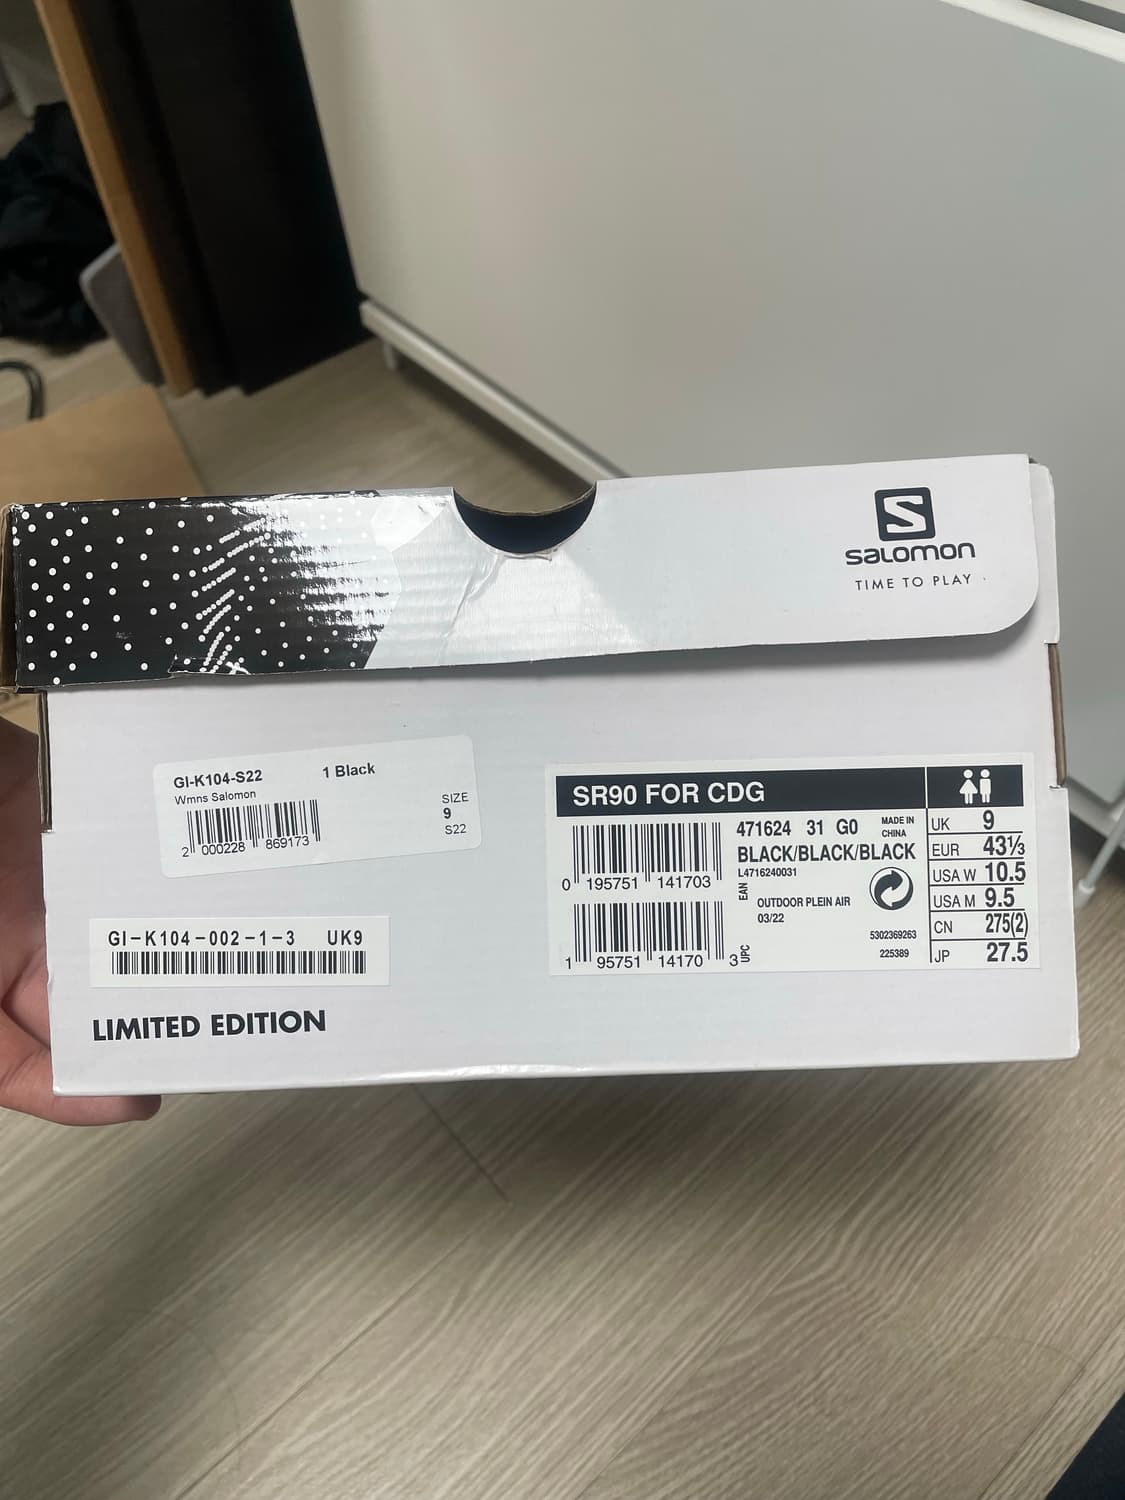 S
salomon
TIME TO PLAY
GI-K104-S22 1 Black
Wmns Salomon
SIZE
9
S22
2 000228 869173
GI-K104-002-1-3 UK9
LIMITED EDITION
SR90 FOR CDG
0 195751 141703
1 95751 14170 3
EAN
UPC
471624 31 G0 MADE IN CHINA
BLACK/BLACK/BLACK
L4716240031
OUTDOOR PLEIN AIR
03/22
5302369263
225389
UK 9
EUR 43⅓
USA W 10.5
USA M 9.5
CN 275(2)
JP 27.5